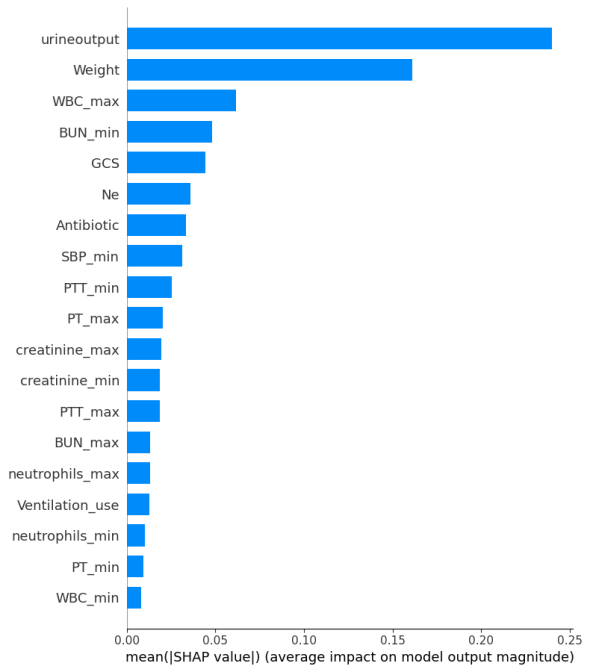 urineoutput
Weight
WBC_max
BUN_min
GCS
Ne
Antibiotic
SBP_min
PTT_min
PT_max
creatinine_max
creatinine_min
PTT_max
BUN_max
neutrophils_max
Ventilation_use
neutrophils_min
PT_min
WBC_min
0.00 0.05 0.10 0.15 0.20 0.25
mean(|SHAP value|) (average impact on model output magnitude)